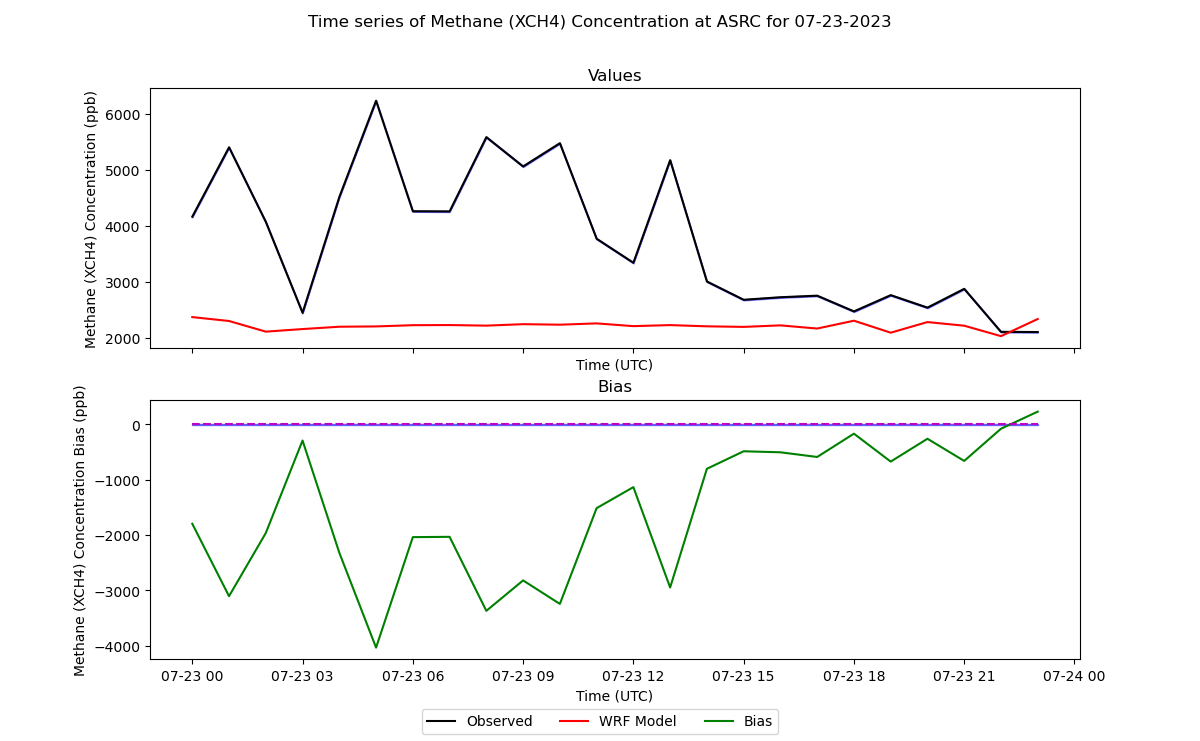 Time series of Methane (XCH4) Concentration at ASRC for 07-23-2023
Values
Methane (XCH4) Concentration (ppb)
6000
5000
4000
3000
2000
Time (UTC)
Bias
Methane (XCH4) Concentration Bias (ppb)
0
−1000
−2000
−3000
−4000
07-23 00 07-23 03 07-23 06 07-23 09 07-23 12 07-23 15 07-23 18 07-23 21 07-24 00
Time (UTC)
Observed WRF Model Bias